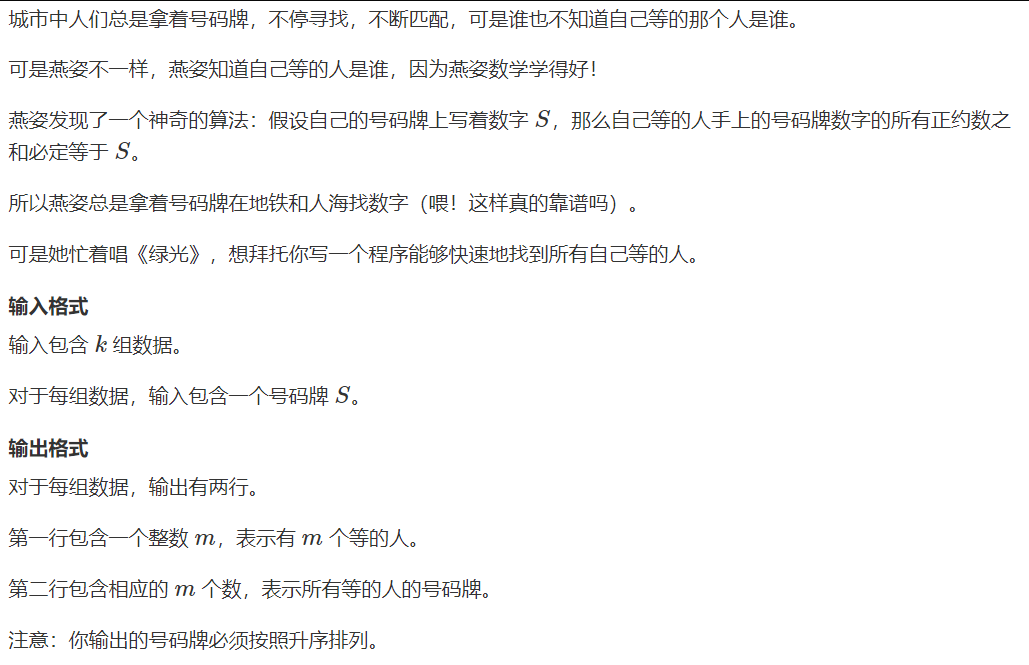 城市中人们总是拿着号码牌，不停寻找，不断匹配，可是谁也不知道自己等的那个人是谁。
可是燕姿不一样，燕姿知道自己等的人是谁，因为燕姿数学学得好！
燕姿发现了一个神奇的算法：假设自己的号码牌上写着数字 S，那么自己等的人手上的号码牌数字的所有正约数之
和必定等于 S。
所以燕姿总是拿着号码牌在地铁和人海找数字（喂！这样真的靠谱吗）。
可是她忙着唱《绿光》，想拜托你写一个程序能够快速地找到所有自己等的人。
输入格式
输入包含 k 组数据。
对于每组数据，输入包含一个号码牌 S。
输出格式
对于每组数据，输出有两行。
第一行包含一个整数 m，表示有 m 个等的人。
第二行包含相应的 m 个数，表示所有等的人的号码牌。
注意：你输出的号码牌必须按照升序排列。